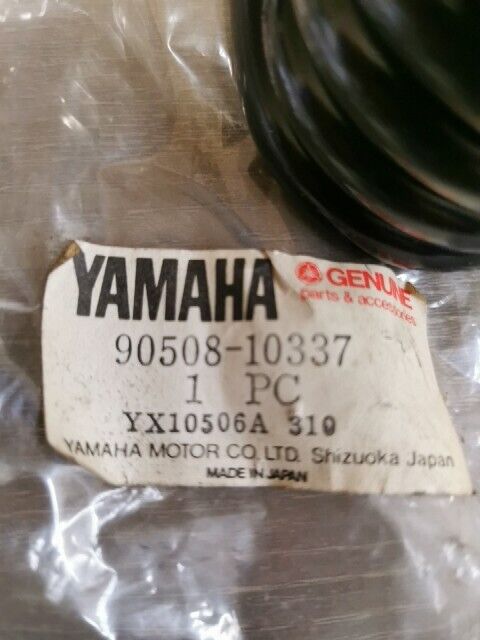 YAMAHA GENUINE
parts & accessories
90508-10337
1 PC
YX10506A 310
YAMAHA MOTOR CO., LTD. Shizuoka Japan
MADE IN JAPAN